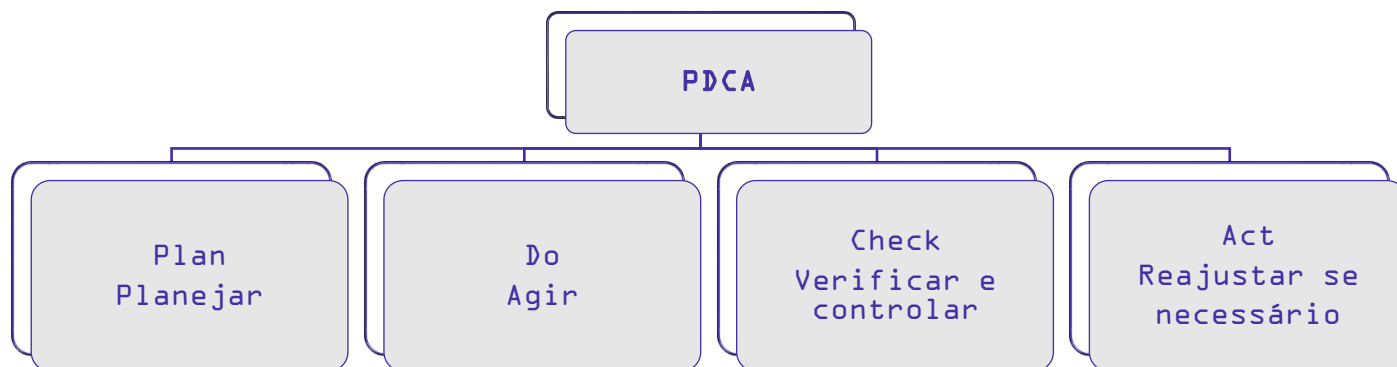 PDCA
Plan
Planejar
Do
Agir
Check
Verificar e
controlar
Act
Reajustar se
necessário